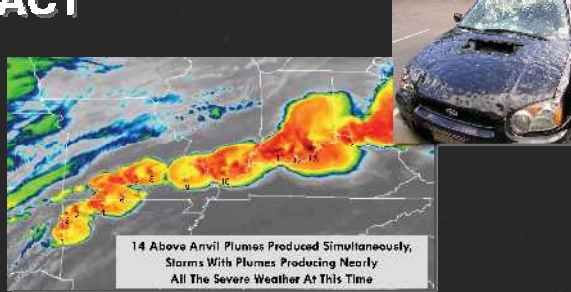 ACT
14 Above Anvil Plumes Produced Simultaneously,
Storms With Plumes Producing Nearly
All The Severe Weather At This Time